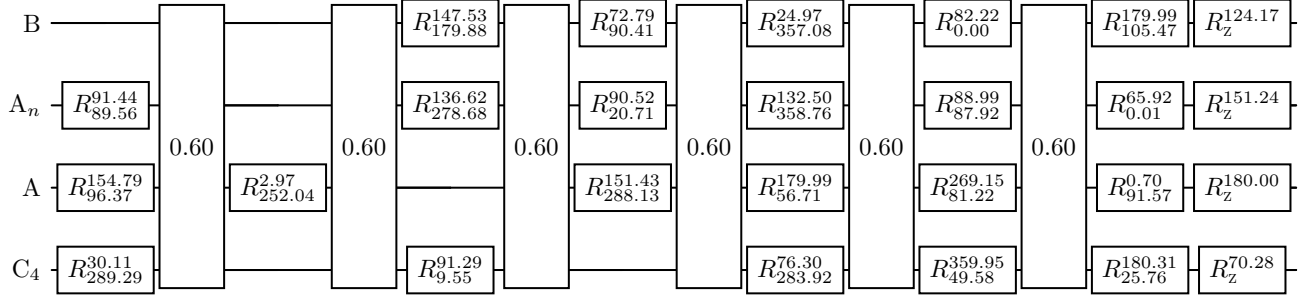 B R^{147.53}_{179.88} R^{72.79}_{90.41} R^{24.97}_{357.08} R^{82.22}_{0.00} R^{179.99}_{105.47} R^{124.17}_{z}
A_n R^{91.44}_{89.56} R^{136.62}_{278.68} R^{90.52}_{20.71} R^{132.50}_{358.76} R^{88.99}_{87.92} R^{65.92}_{0.01} R^{151.24}_{z}
0.60 0.60 0.60 0.60 0.60 0.60
A R^{154.79}_{96.37} R^{2.97}_{252.04} R^{151.43}_{288.13} R^{179.99}_{56.71} R^{269.15}_{81.22} R^{0.70}_{91.57} R^{180.00}_{z}
C_4 R^{30.11}_{289.29} R^{91.29}_{9.55} R^{76.30}_{283.92} R^{359.95}_{49.58} R^{180.31}_{25.76} R^{70.28}_{z}